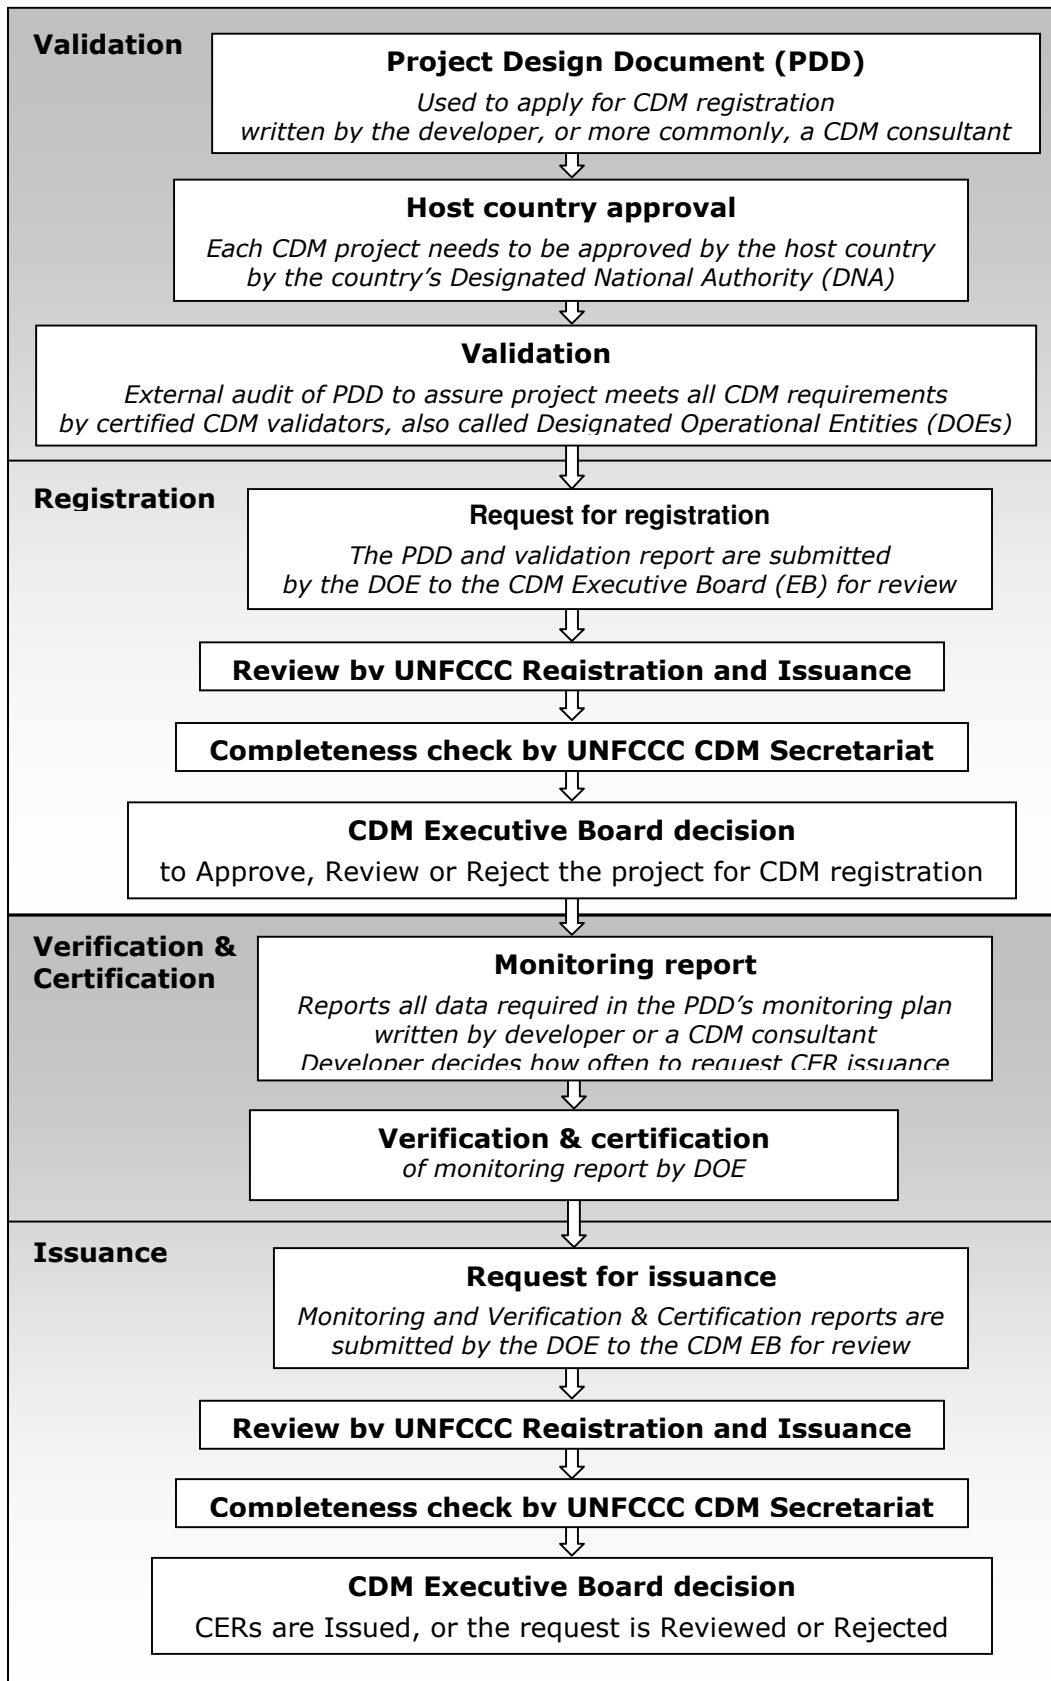 Validation
Project Design Document (PDD)
Used to apply for CDM registration
written by the developer, or more commonly, a CDM consultant
Host country approval
Each CDM project needs to be approved by the host country
by the country's Designated National Authority (DNA)
Validation
External audit of PDD to assure project meets all CDM requirements
by certified CDM validators, also called Designated Operational Entities (DOEs)
Registration
Request for registration
The PDD and validation report are submitted
by the DOE to the CDM Executive Board (EB) for review
Review by UNFCCC Registration and Issuance
Completeness check by UNFCCC CDM Secretariat
CDM Executive Board decision
to Approve, Review or Reject the project for CDM registration
Verification &
Certification
Monitoring report
Reports all data required in the PDD's monitoring plan
written by developer or a CDM consultant
Developer decides how often to request CER issuance
Verification & certification
of monitoring report by DOE
Issuance
Request for issuance
Monitoring and Verification & Certification reports are
submitted by the DOE to the CDM EB for review
Review by UNFCCC Registration and Issuance
Completeness check by UNFCCC CDM Secretariat
CDM Executive Board decision
CERs are Issued, or the request is Reviewed or Rejected